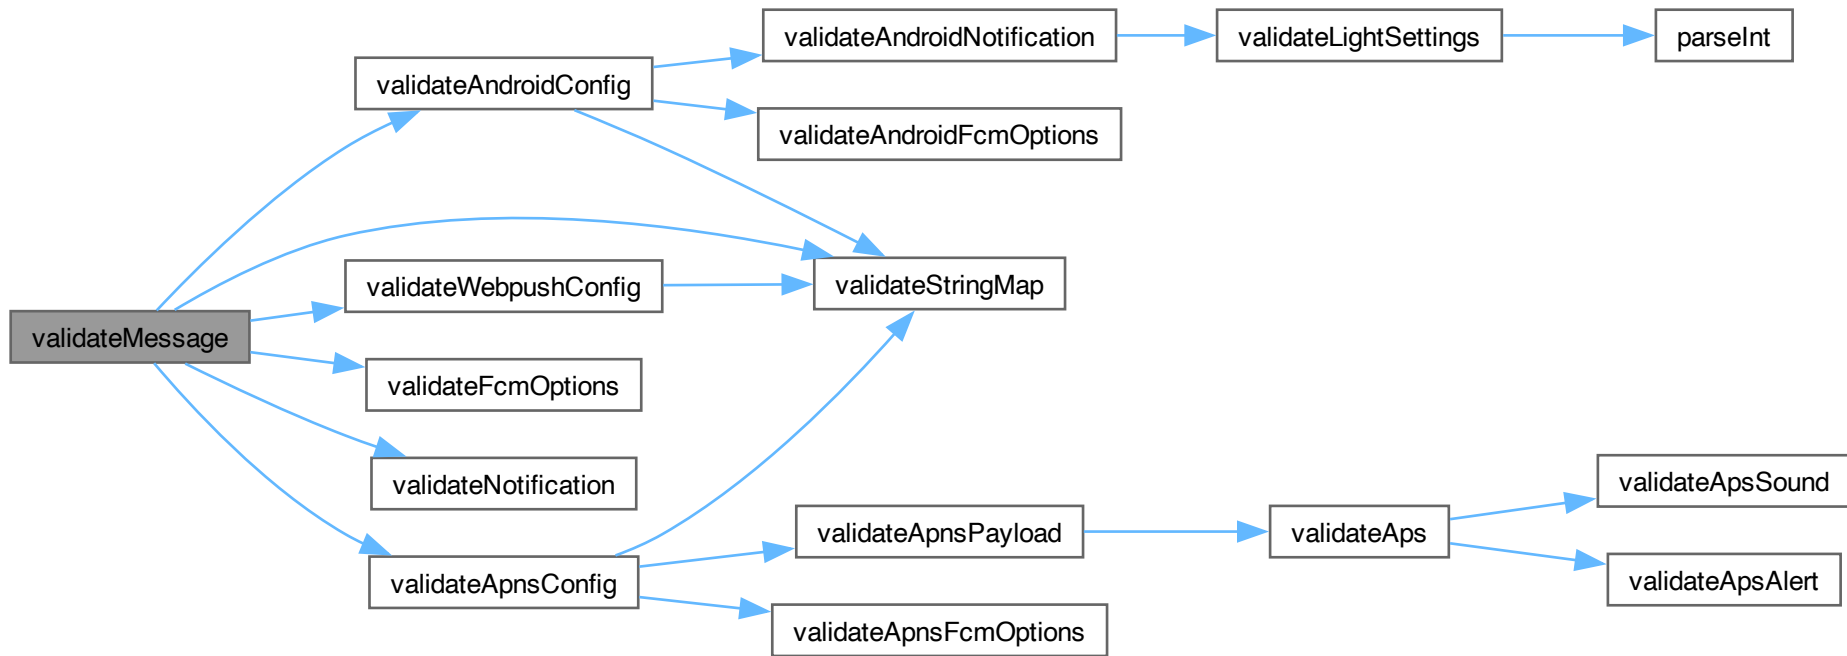 validateMessage
validateAndroidConfig
validateWebpushConfig
validateFcmOptions
validateNotification
validateApnsConfig
validateAndroidNotification
validateAndroidFcmOptions
validateStringMap
validateApnsPayload
validateApnsFcmOptions
validateLightSettings
validateAps
parseInt
validateApsSound
validateApsAlert